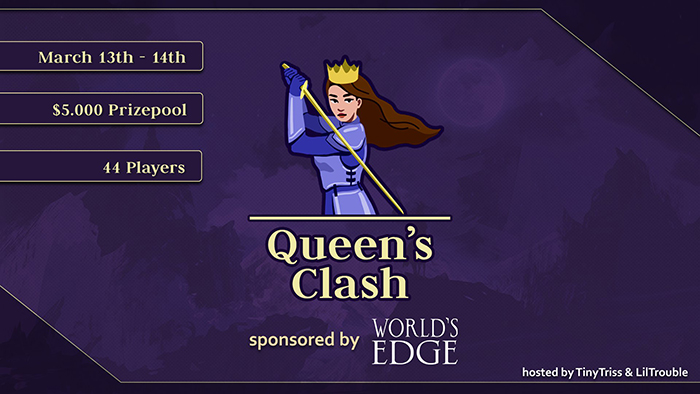 March 13th - 14th
$5.000 Prizepool
44 Players
Queen's
Clash
sponsored by WORLD'S
EDGE
hosted by TinyTriss & LilTrouble